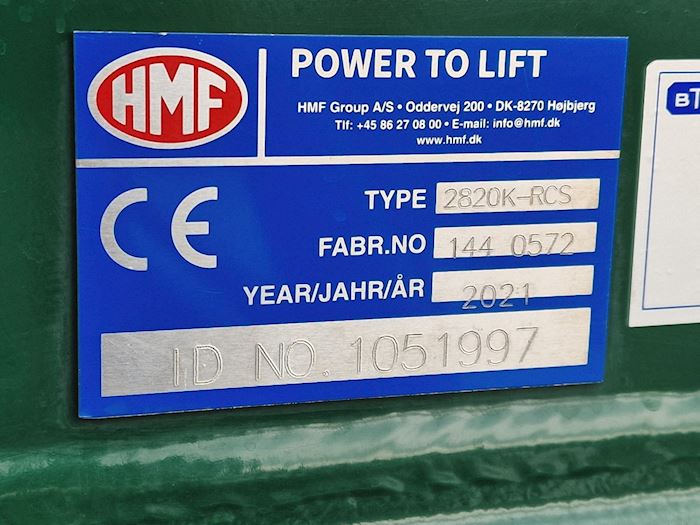 HMF
POWER TO LIFT
HMF Group A/S • Oddervej 200 • DK-8270 Højbjerg
Tlf: +45 86 27 08 00 • E-mail: info@hmf.dk
www.hmf.dk
CE
TYPE 2820K-RCS
FABR.NO 144 0572
YEAR/JAHR/ÅR 2021
ID NO. 1051997